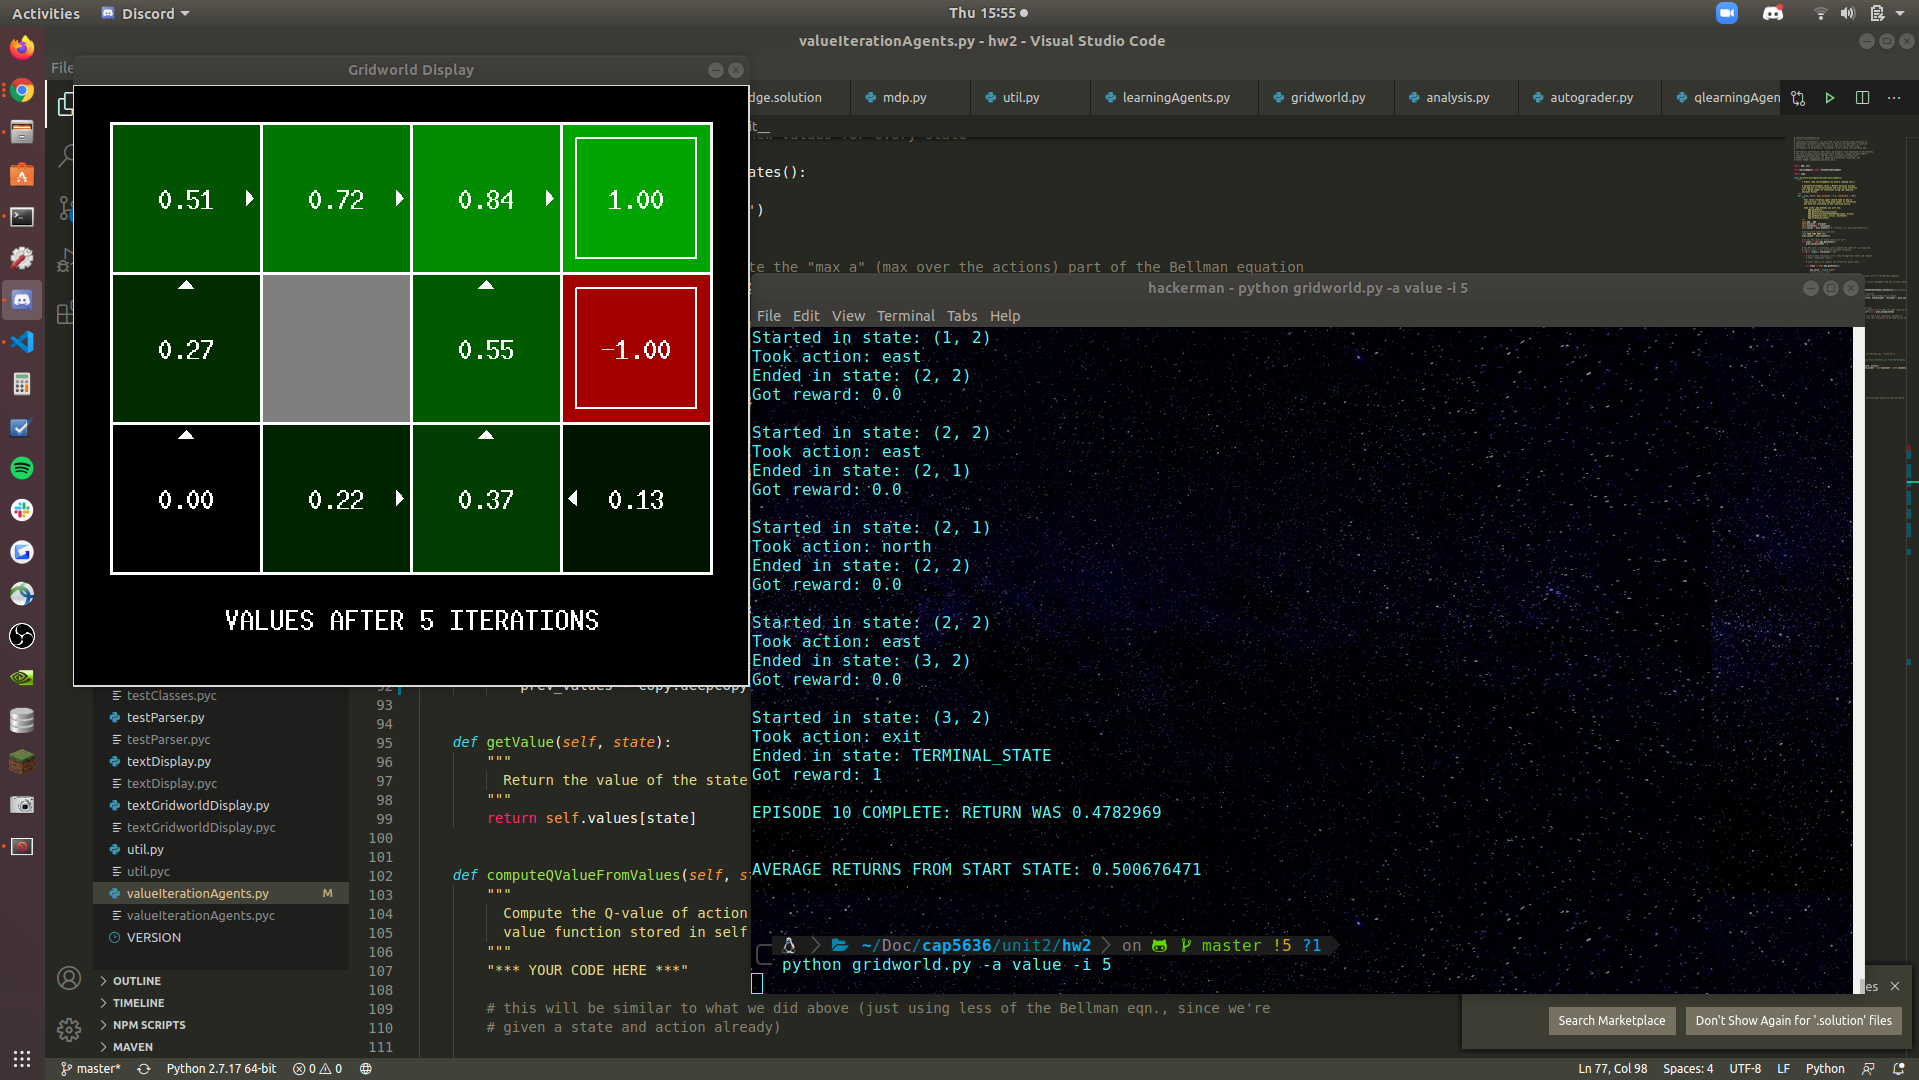 Activities
Discord
Thu 15:55
valueIterationAgents.py - hw2 - Visual Studio Code
File
Gridworld Display
0.51
0.72
0.84
1.00
0.27
0.55
-1.00
0.00
0.22
0.37
0.13
VALUES AFTER 5 ITERATIONS
dge.solution
mdp.py
util.py
learningAgents.py
gridworld.py
analysis.py
autograder.py
qlearningAgen
it__
ew values for every state
ates():
')
te the "max a" (max over the actions) part of the Bellman equation
hackerman - python gridworld.py -a value -i 5
File Edit View Terminal Tabs Help
Started in state: (1, 2)
Took action: east
Ended in state: (2, 2)
Got reward: 0.0
Started in state: (2, 2)
Took action: east
Ended in state: (2, 1)
Got reward: 0.0
Started in state: (2, 1)
Took action: north
Ended in state: (2, 2)
Got reward: 0.0
Started in state: (2, 2)
Took action: east
Ended in state: (3, 2)
Got reward: 0.0
Started in state: (3, 2)
Took action: exit
Ended in state: TERMINAL_STATE
Got reward: 1
EPISODE 10 COMPLETE: RETURN WAS 0.4782969
AVERAGE RETURNS FROM START STATE: 0.500676471
~/Doc/cap5636/unit2/hw2 on master !5 ?1
python gridworld.py -a value -i 5
testClasses.pyc
testParser.py
testParser.pyc
textDisplay.py
textDisplay.pyc
textGridworldDisplay.py
textGridworldDisplay.pyc
util.py
util.pyc
valueIterationAgents.py M
valueIterationAgents.pyc
VERSION
OUTLINE
TIMELINE
NPM SCRIPTS
MAVEN
92 prev_values = copy.deepcopy
93
94
95 def getValue(self, state):
96 """
97 Return the value of the state
98 """
99 return self.values[state]
100
101
102 def computeQValueFromValues(self, s
103 """
104 Compute the Q-value of action
105 value function stored in self
106 """
107 "*** YOUR CODE HERE ***"
108
109 # this will be similar to what we did above (just using less of the Bellman eqn., since we're
110 # given a state and action already)
111
es
Search Marketplace
Don't Show Again for '.solution' files
master*
Python 2.7.17 64-bit
0
0
Ln 77, Col 98
Spaces: 4
UTF-8
LF
Python